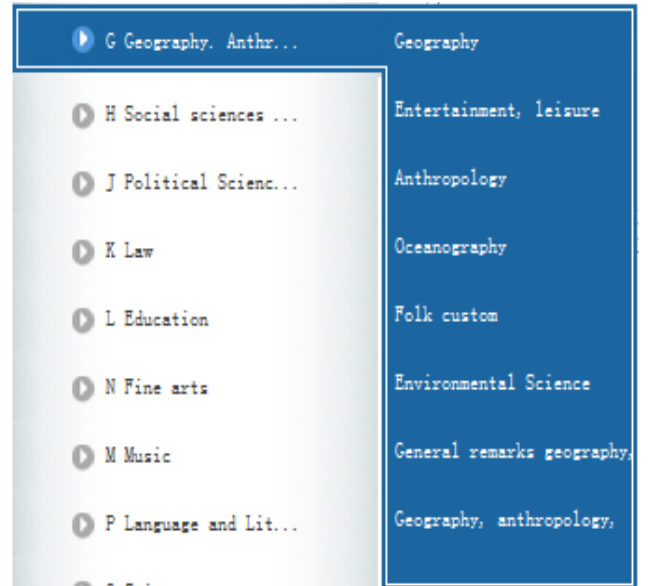 G Geography. Anthr...
H Social sciences ...
J Political Scienc...
K Law
L Education
N Fine arts
M Music
P Language and Lit...
Geography
Entertainment, leisure
Anthropology
Oceanography
Folk custom
Environmental Science
General remarks geography,
Geography, anthropology,